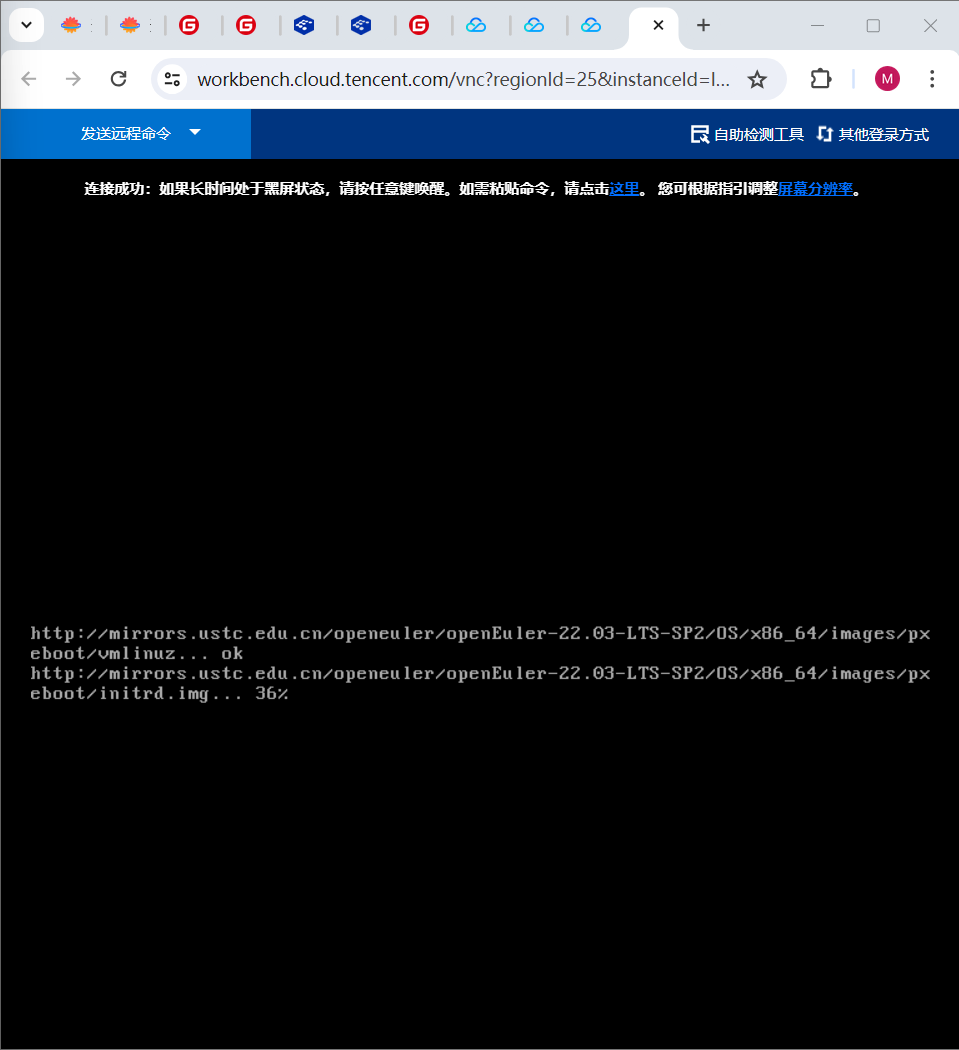 workbench.cloud.tencent.com/vnc?regionId=25&instanceId=l...
M
发送远程命令
自助检测工具
其他登录方式
连接成功：如果长时间处于黑屏状态，请按任意键唤醒。如需粘贴命令，请点击这里。 您可根据指引调整屏幕分辨率。
http://mirrors.ustc.edu.cn/openeuler/openEuler-22.03-LTS-SP2/OS/x86_64/images/px
eboot/vmlinuz... ok
http://mirrors.ustc.edu.cn/openeuler/openEuler-22.03-LTS-SP2/OS/x86_64/images/px
eboot/initrd.img... 36%